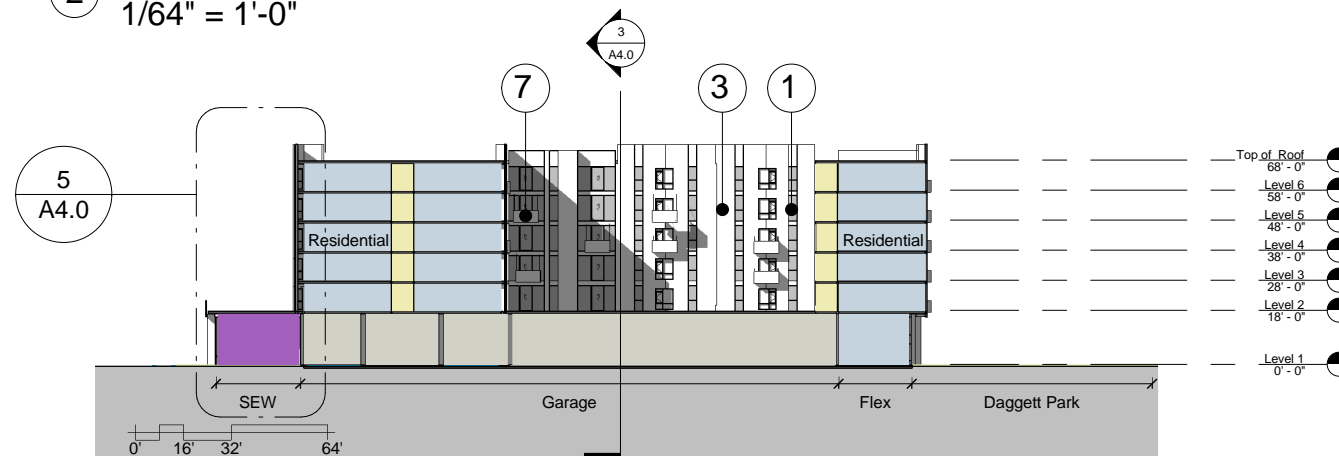 2
1/64" = 1'-0"
3
A4.0
7
3
1
5
A4.0
Top of Roof
68' - 0"
Level 6
58' - 0"
Level 5
48' - 0"
Residential
Residential
Level 4
38' - 0"
Level 3
28' - 0"
Level 2
18' - 0"
Level 1
0' - 0"
SEW
Garage
Flex
Daggett Park
0'
16'
32'
64'